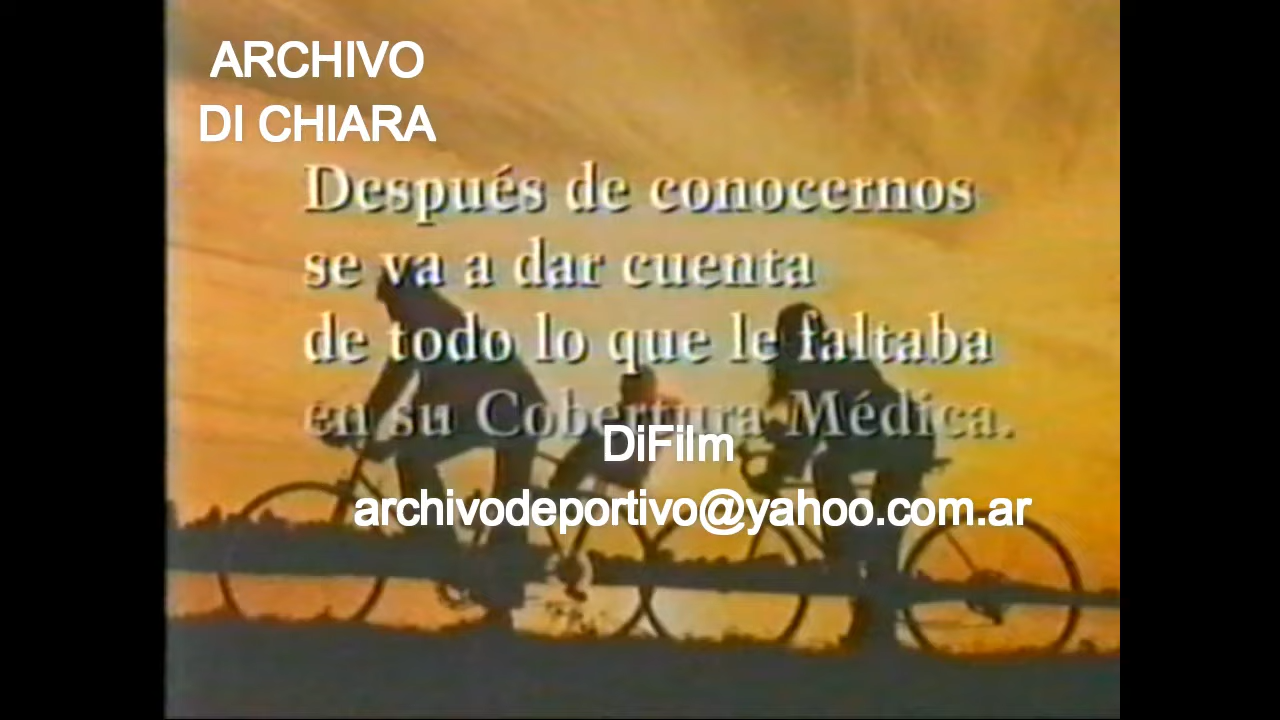 ARCHIVO
DI CHIARA
Después de conocernos
se va a dar cuenta
de todo lo que le faltaba
en su Cobertura Médica.
DiFilm
archivodeportivo@yahoo.com.ar